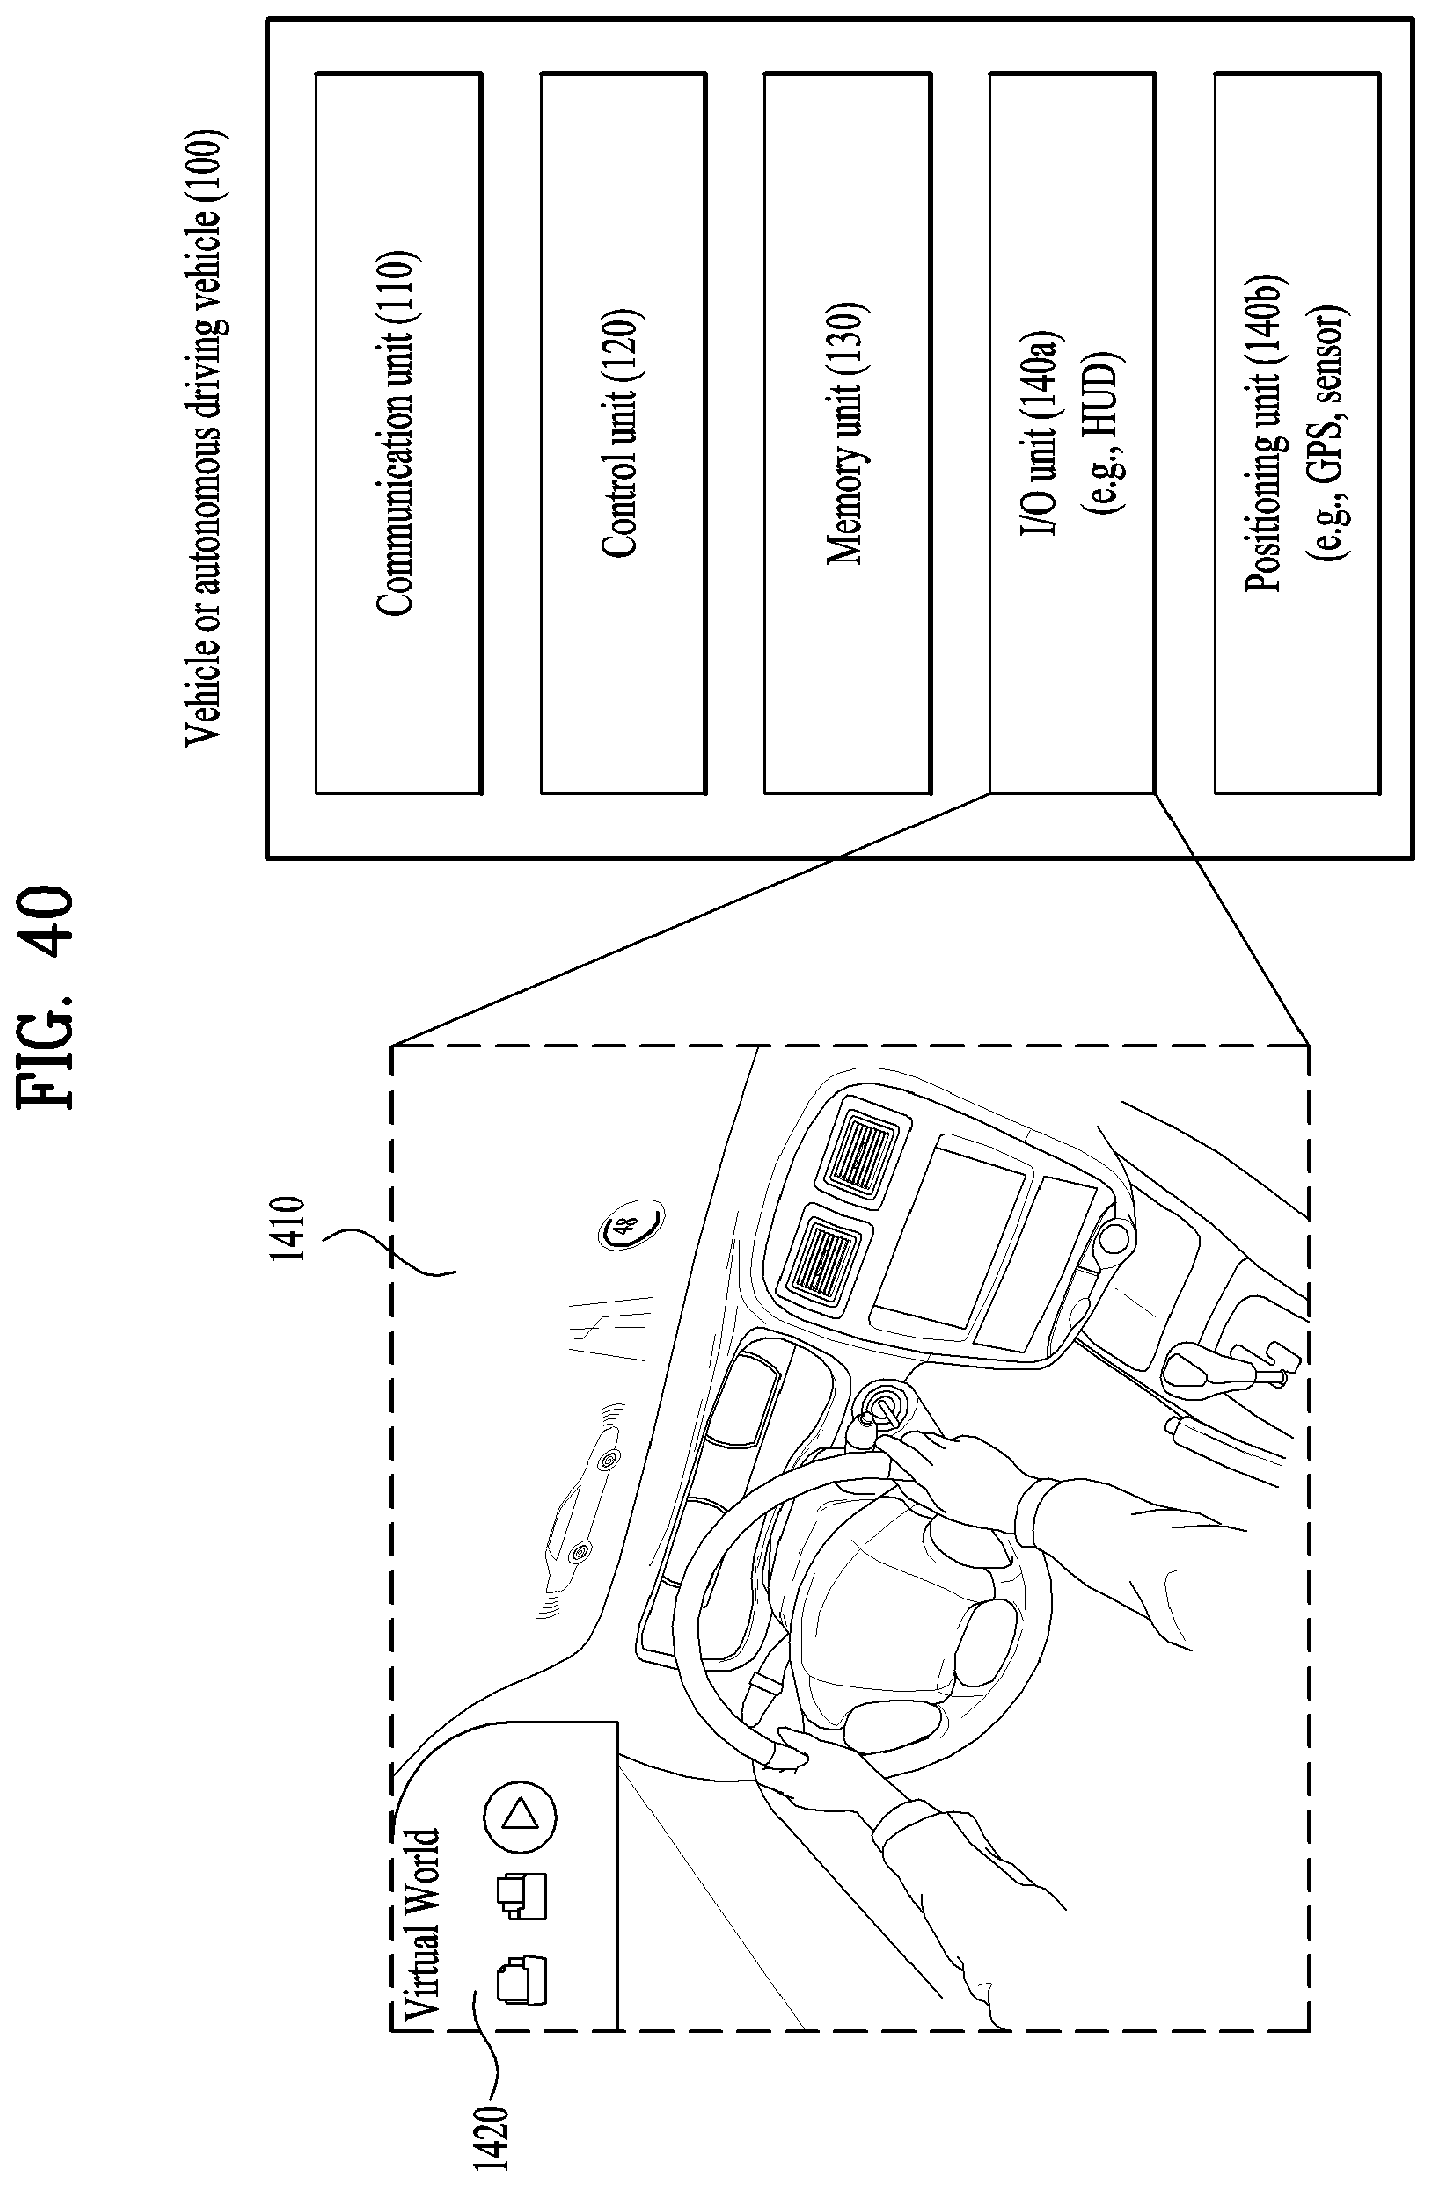 FIG. 40
Vehicle or autonomous driving vehicle (100)
Communication unit (110)
Control unit (120)
Memory unit (130)
I/O unit (140a)
(e.g., HUD)
Positioning unit (140b)
(e.g., GPS, sensor)
1410
48
Virtual World
1420